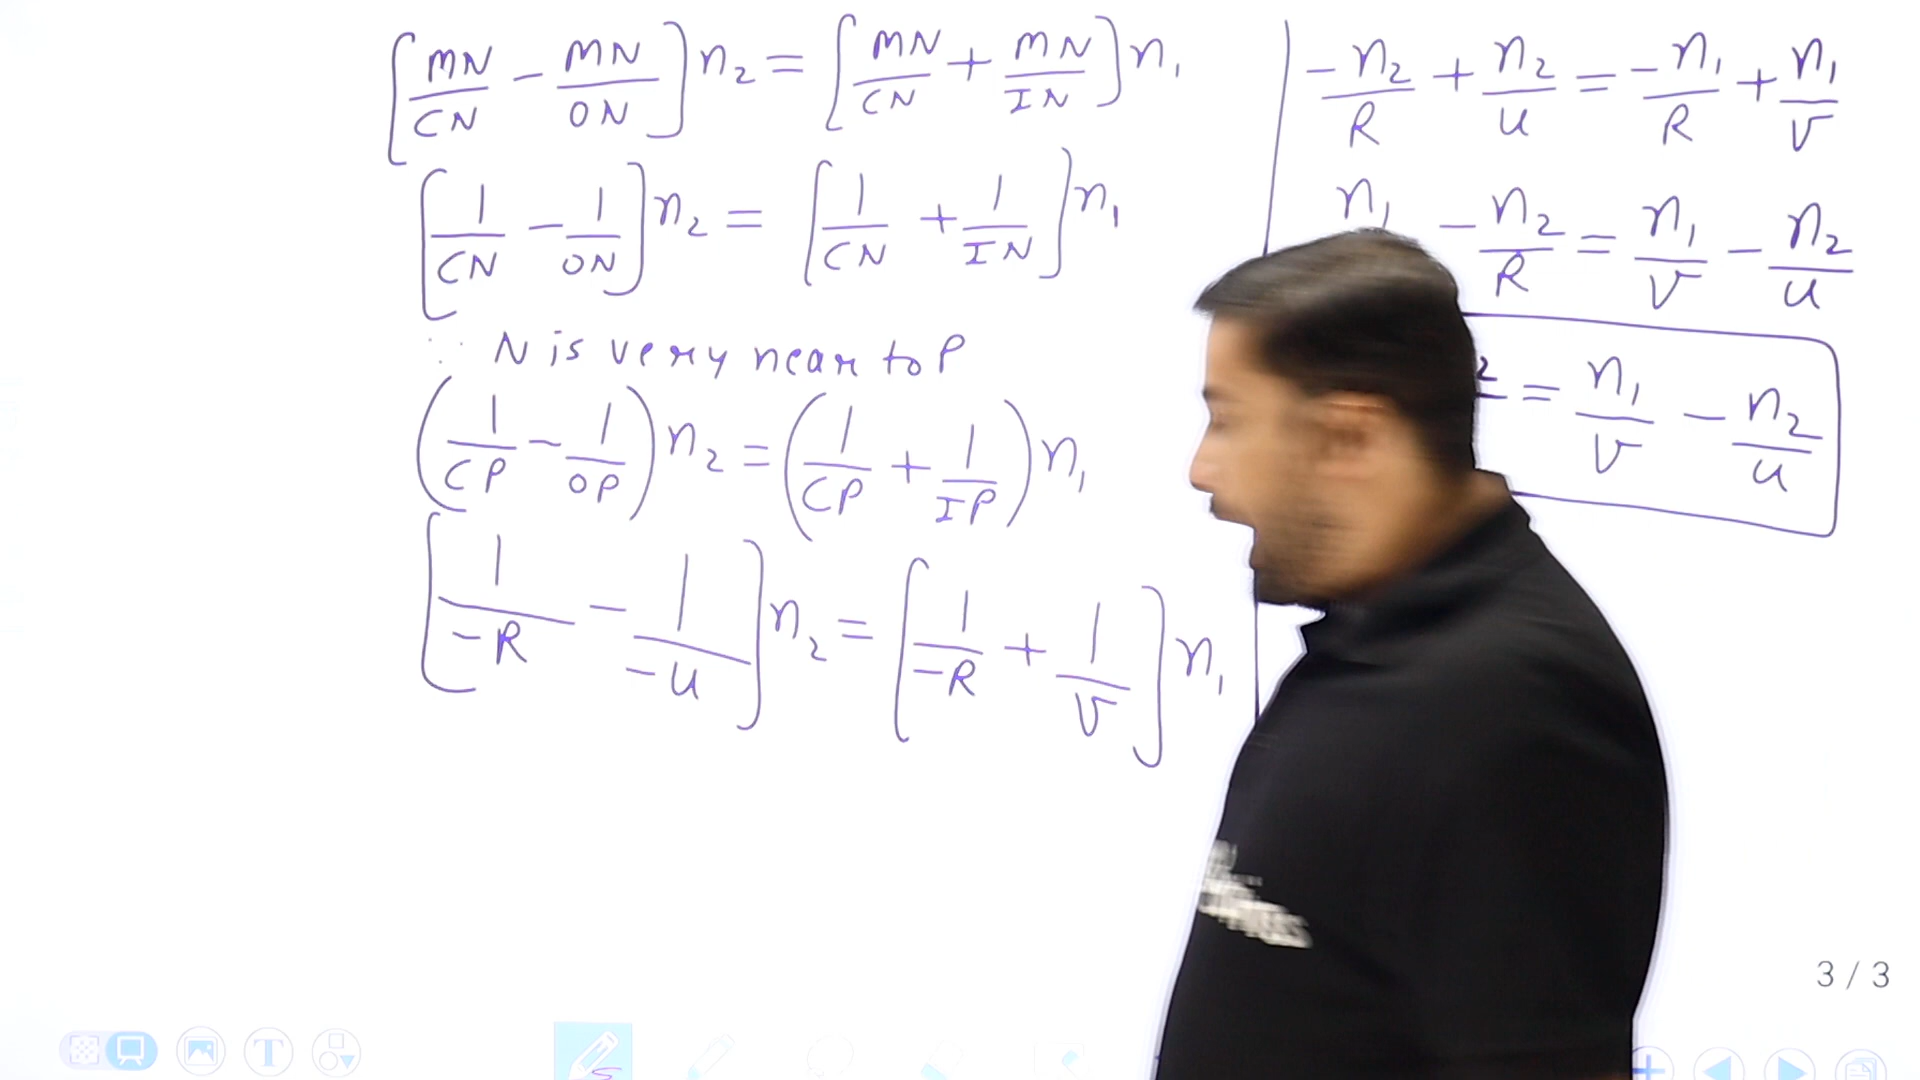 [MN/CN - MN/ON] n₂ = [MN/CN + MN/IN] n₁
[1/CN - 1/ON] n₂ = [1/CN + 1/IN] n₁
∵ N is very near to P
(1/CP - 1/OP) n₂ = (1/CP + 1/IP) n₁
[1/-R - 1/-u] n₂ = [1/-R + 1/v] n₁
-n₂/R + n₂/u = -n₁/R + n₁/v
n₁ - n₂/R = n₁/v - n₂/u
2 = n₁/v - n₂/u
3 / 3
T